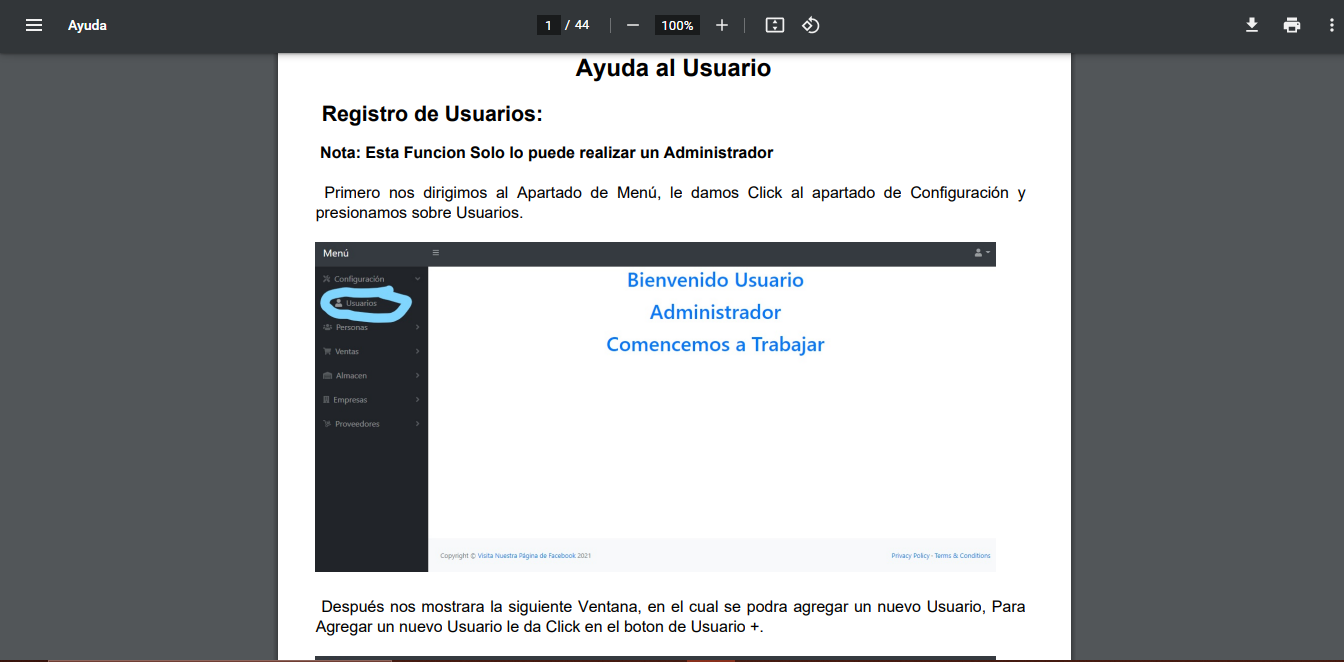 Ayuda
1 / 44
100%
Ayuda al Usuario
Registro de Usuarios:
Nota: Esta Funcion Solo lo puede realizar un Administrador
Primero nos dirigimos al Apartado de Menú, le damos Click al apartado de Configuración y
presionamos sobre Usuarios.
Menú
Configuración
Usuarios
Personas
Ventas
Almacen
Empresas
Proveedores
Bienvenido Usuario
Administrador
Comencemos a Trabajar
Copyright © Visita Nuestra Página de Facebook 2021
Privacy Policy · Terms & Conditions
Después nos mostrara la siguiente Ventana, en el cual se podra agregar un nuevo Usuario, Para
Agregar un nuevo Usuario le da Click en el boton de Usuario +.